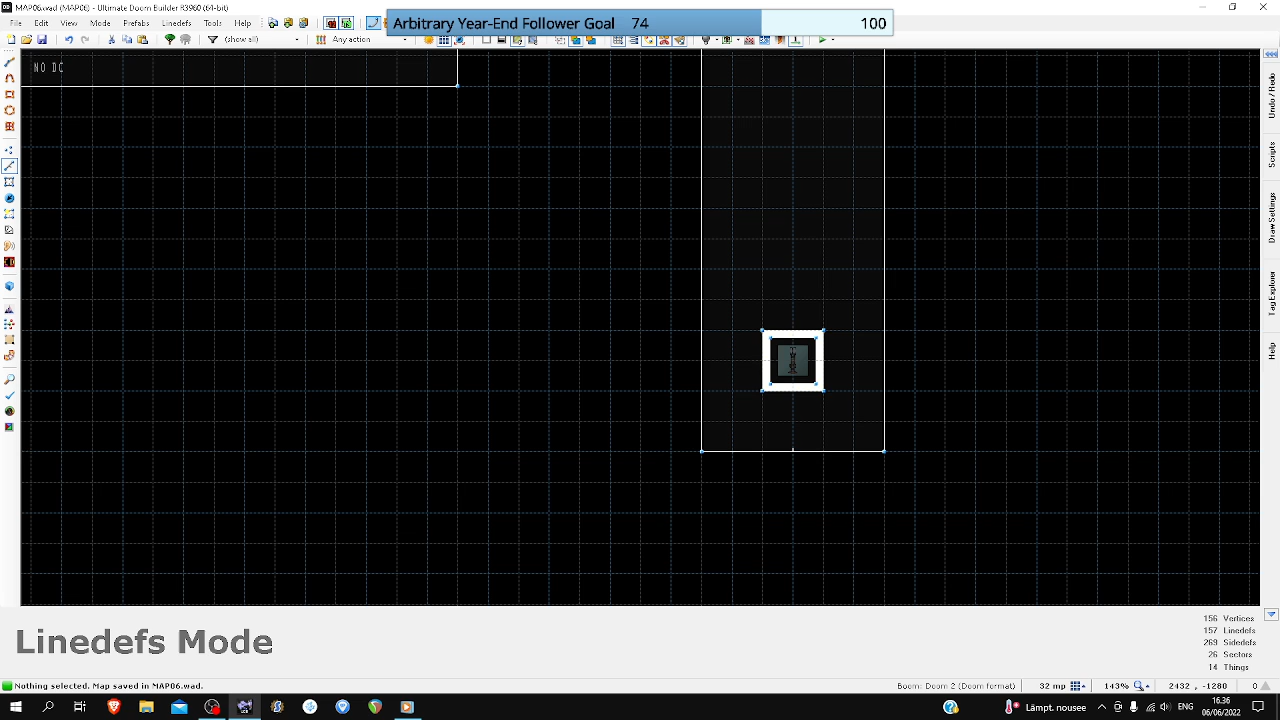 MAP06.wad (MAP06) - Ultimate Doom Builder R3960 (64-bit)
File Edit View Mode Prefabs Linedefs Tools Help
Arbitrary Year-End Follower Goal 74 100
(show all) Any action
NO DC
Undo / Redo
Scripts
Draw Settings
Tag Explorer
Help
Linedefs Mode
156 Vertices
157 Linedefs
269 Sidedefs
26 Sectors
14 Things
Nothing selected. Map saved in MAP06.wad.
Boom: Doom 2 (Doom format) 32 mp 143% 2432 , -1280 0
Lämpt. nousee ENG 16.36
06/06/2022